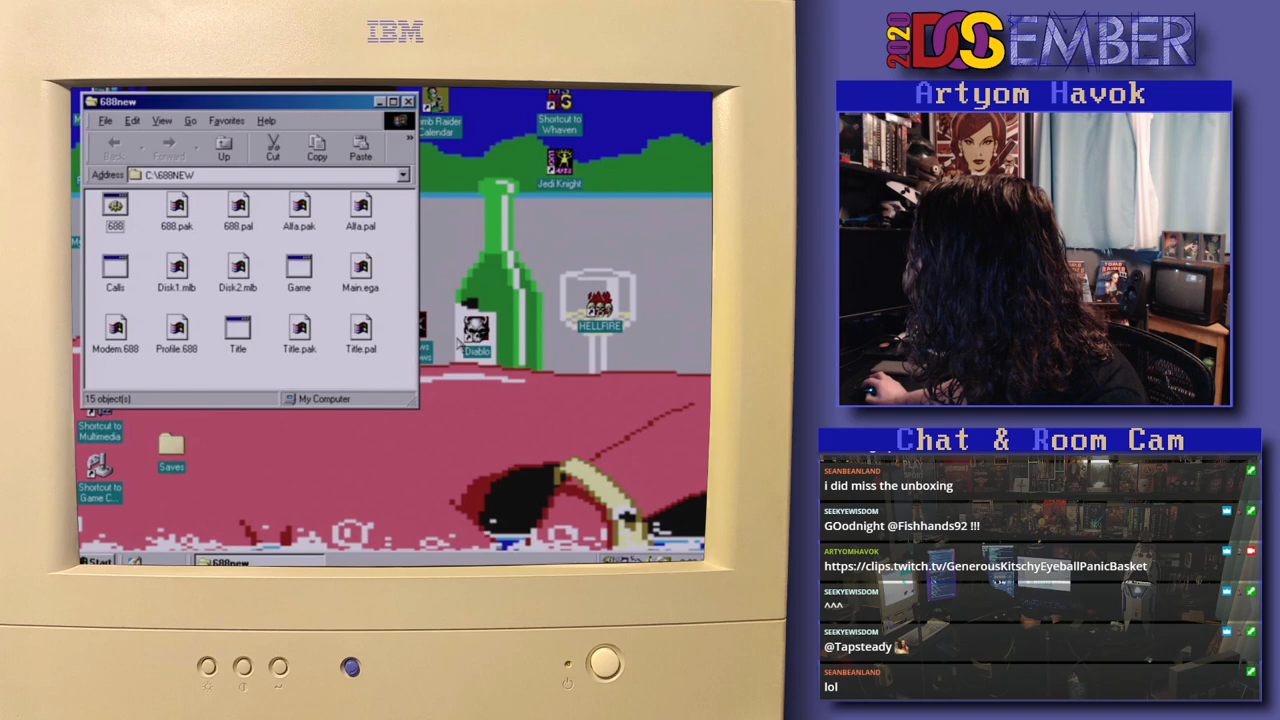 IBM
688new
File Edit View Go Favorites Help
Back Forward Up Cut Copy Paste
Address C:\688NEW
688 688.pak 688.pal Alfa.pak Alfa.pal
Calls Disk1.mlb Disk2.mlb Game Main.ega
Modem.688 Profile.688 Title Title.pak Title.pal
15 object(s) My Computer
Calendar
Shortcut to
Whaven
Jedi Knight
HELLFIRE
Diablo
Shortcut to
Multimedia
Shortcut to
Game C...
Saves
Start 688new
2020 DOSEMBER
Artyom Havok
TOMB
RAIDER
Chat & Room Cam
SEANBEANLAND
i did miss the unboxing
SEEKYEWISDOM
GOodnight @Fishhands92 !!!
ARTYOMHAVOK
https://clips.twitch.tv/GenerousKitschyEyeballPanicBasket
SEEKYEWISDOM
^^^
SEEKYEWISDOM
@Tapsteady
SEANBEANLAND
lol